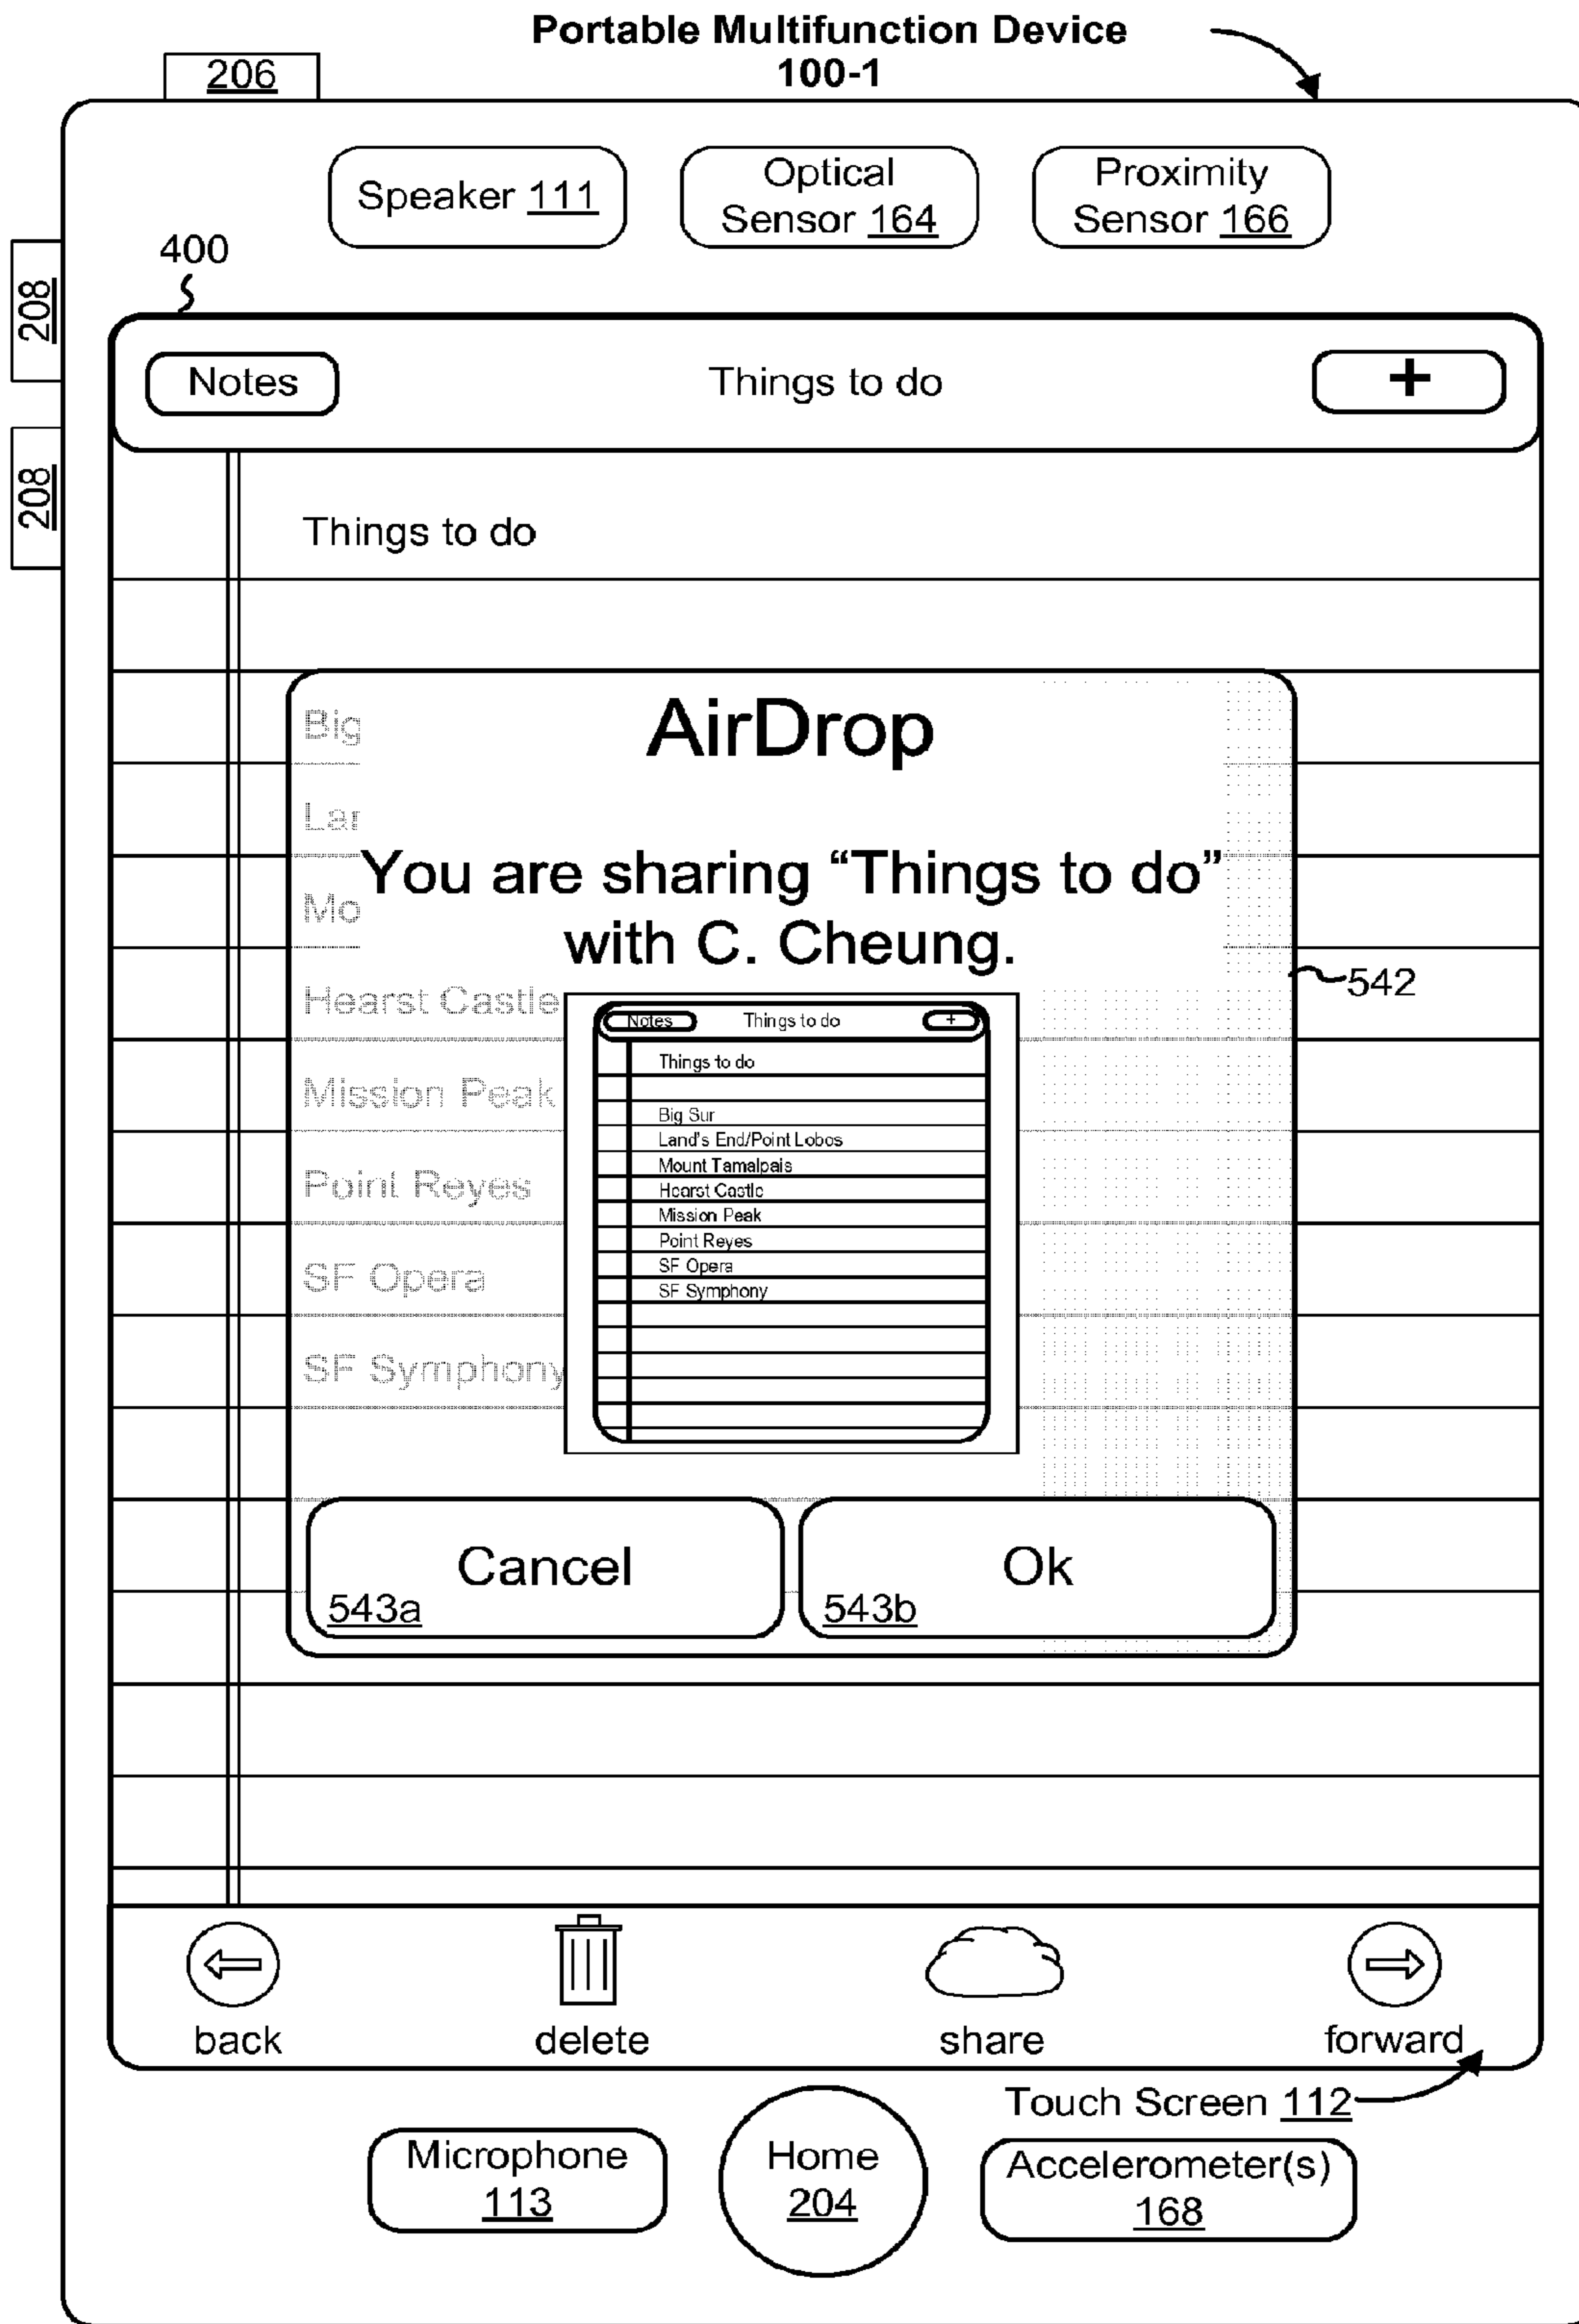 Portable Multifunction Device
100-1
206
Speaker 111
Optical
Sensor 164
Proximity
Sensor 166
400
208
208
Notes
Things to do
+
Things to do
Big
AirDrop
Lar
You are sharing “Things to do”
Mo
with C. Cheung.
542
Hearst Castle
Mission Peak
Point Reyes
SF Opera
SF Symphony
Notes
Things to do
+
Things to do
Big Sur
Land's End/Point Lobos
Mount Tamalpais
Hearst Castle
Mission Peak
Point Reyes
SF Opera
SF Symphony
Cancel
543a
Ok
543b
back
delete
share
forward
Touch Screen 112
Microphone
113
Home
204
Accelerometer(s)
168